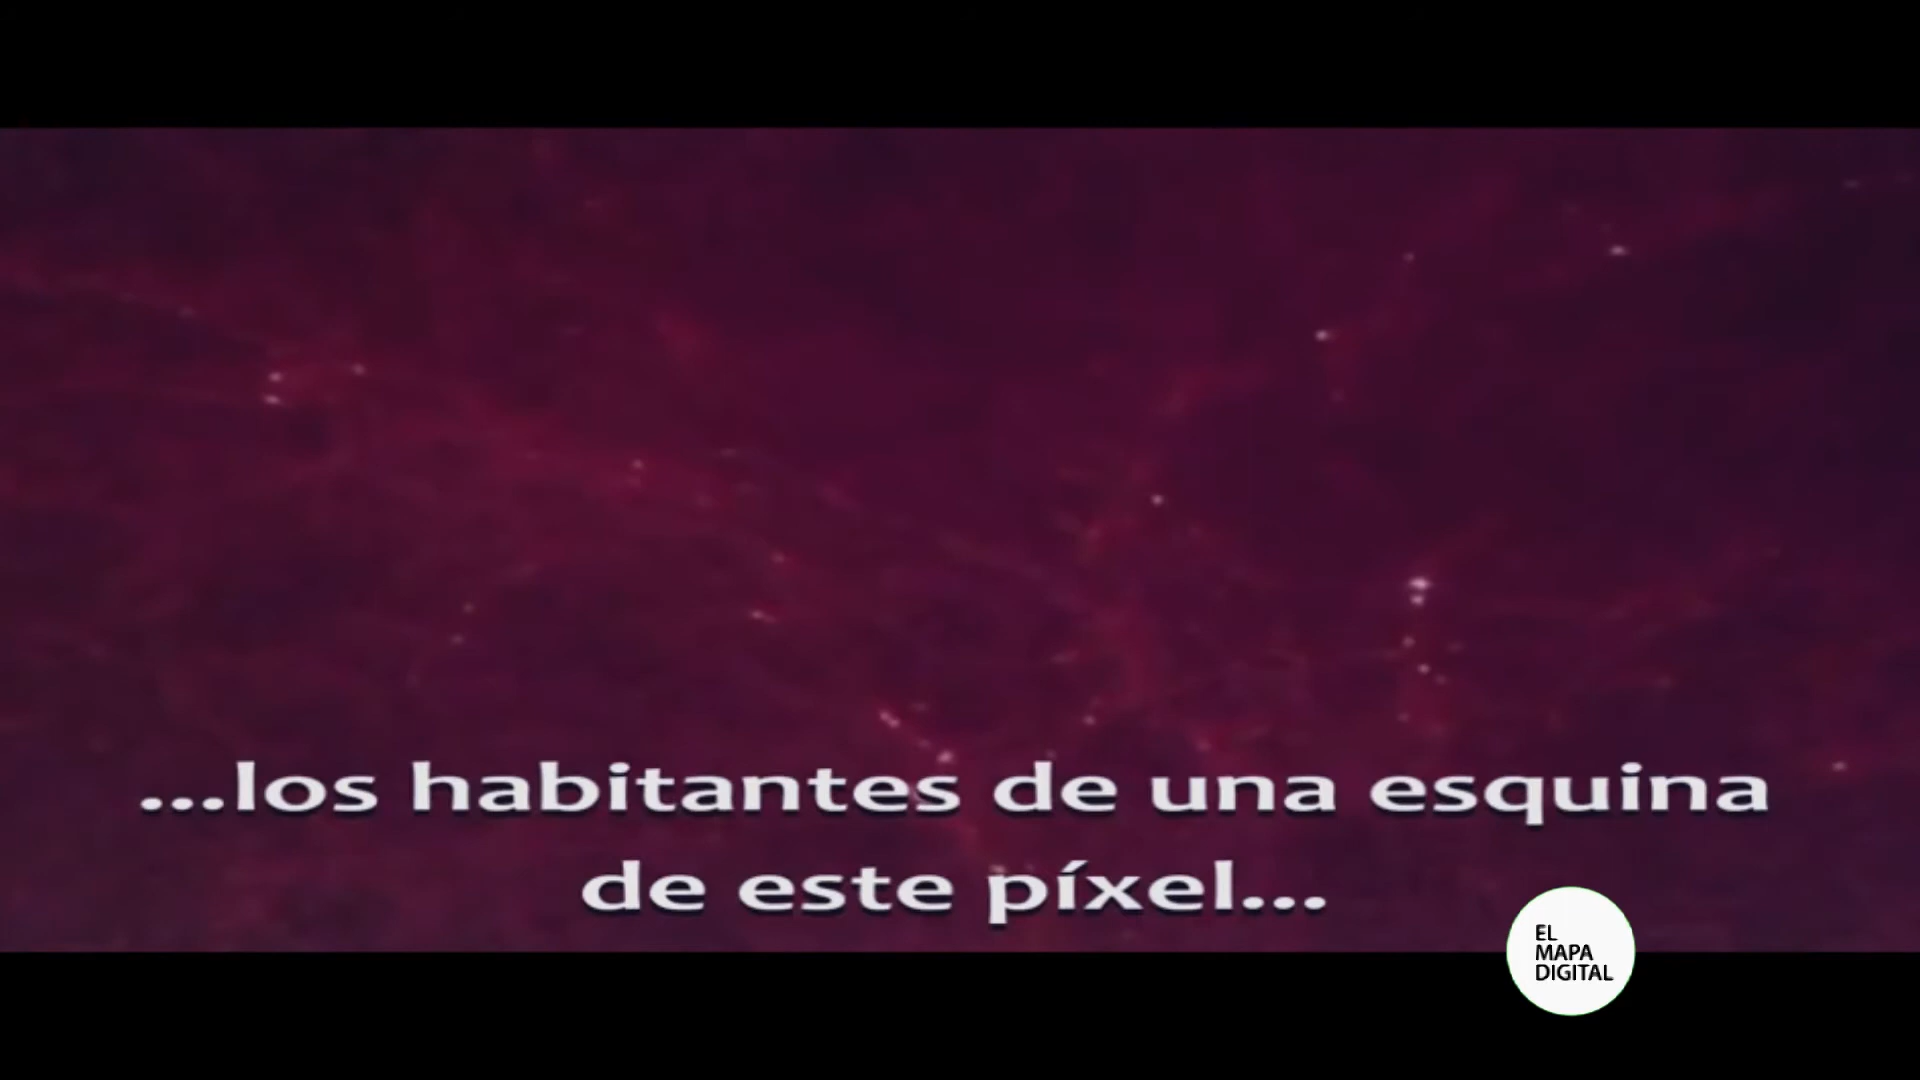 ...los habitantes de una esquina
de este píxel...
EL
MAPA
DIGITAL